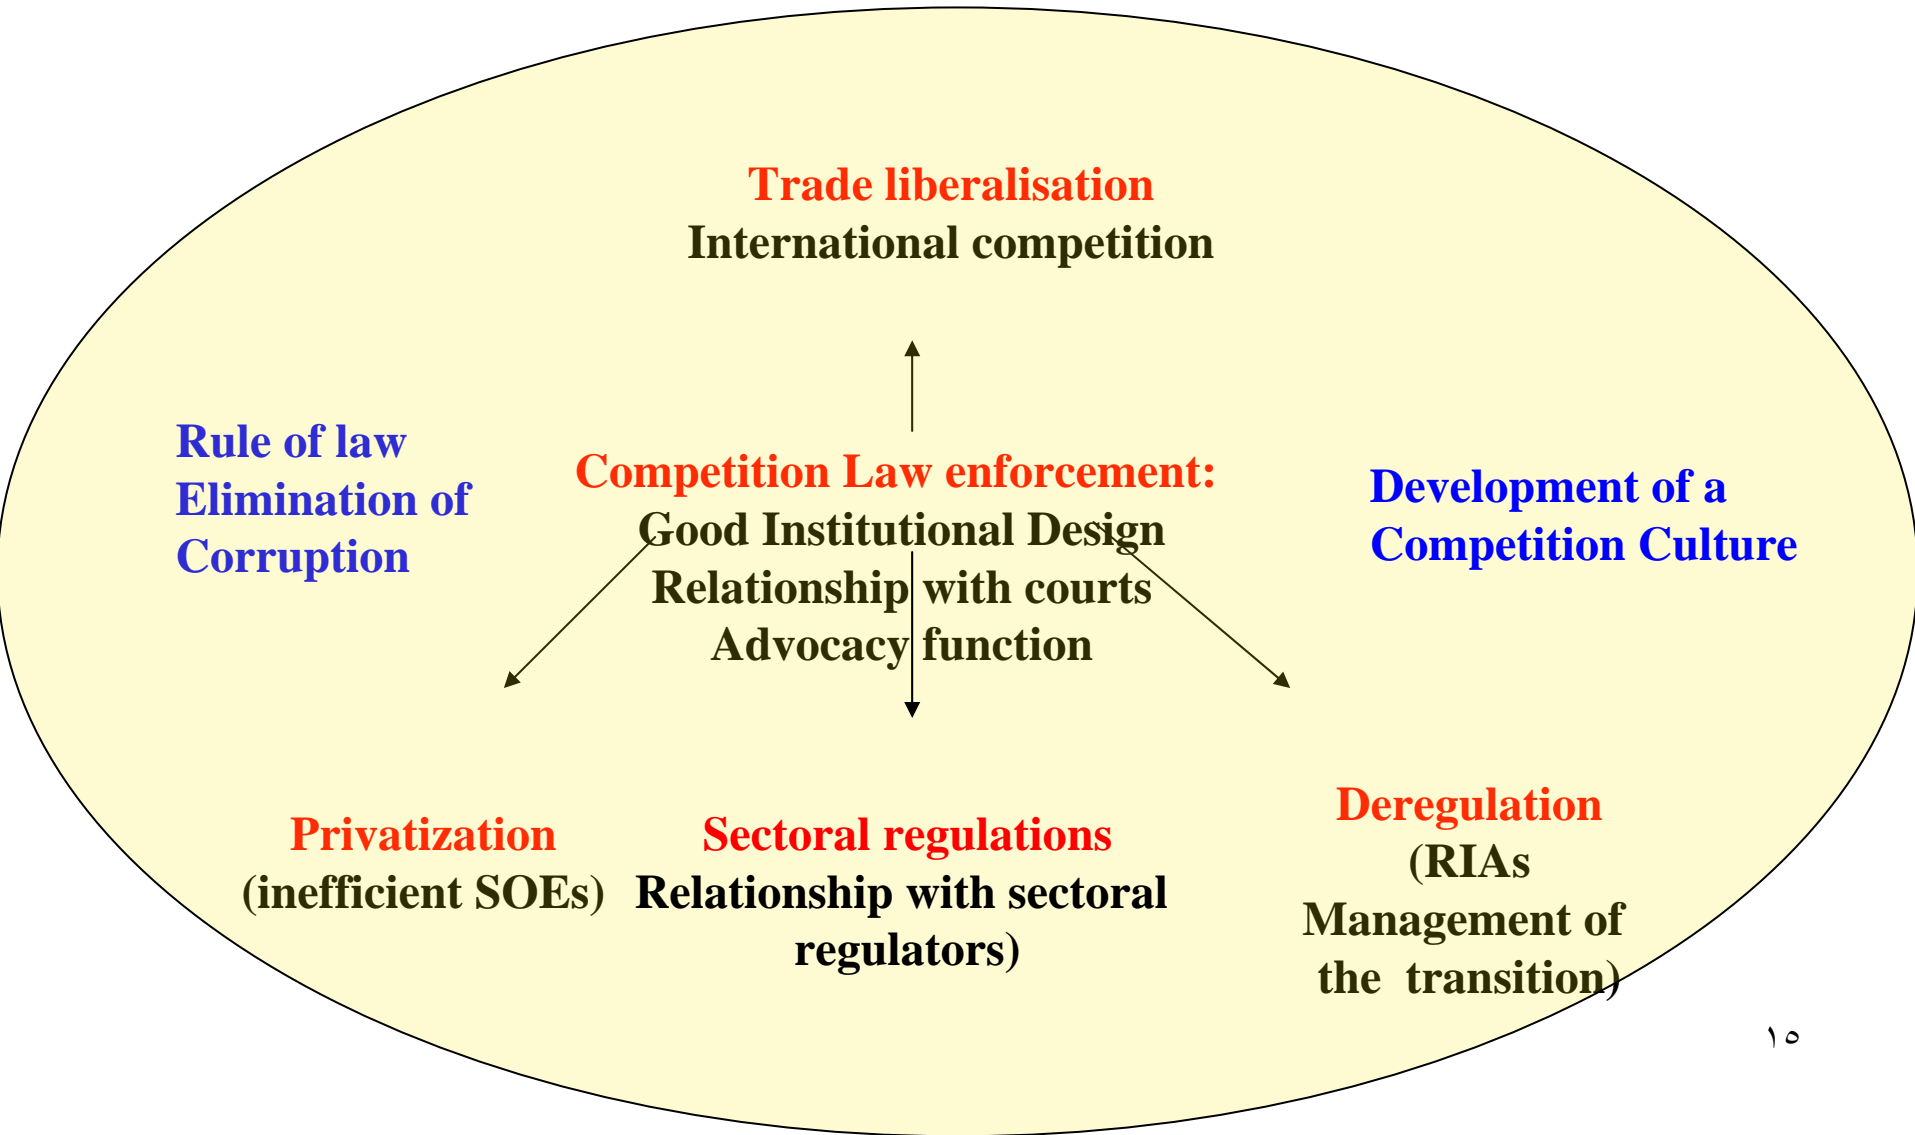 Trade liberalisation
International competition
Rule of law
Elimination of
Corruption
Competition Law enforcement:
Good Institutional Design
Relationship with courts
Advocacy function
Development of a
Competition Culture
Privatization
(inefficient SOEs)
Sectoral regulations
Relationship with sectoral
regulators)
Deregulation
(RIAs
Management of
the  transition)
١٥